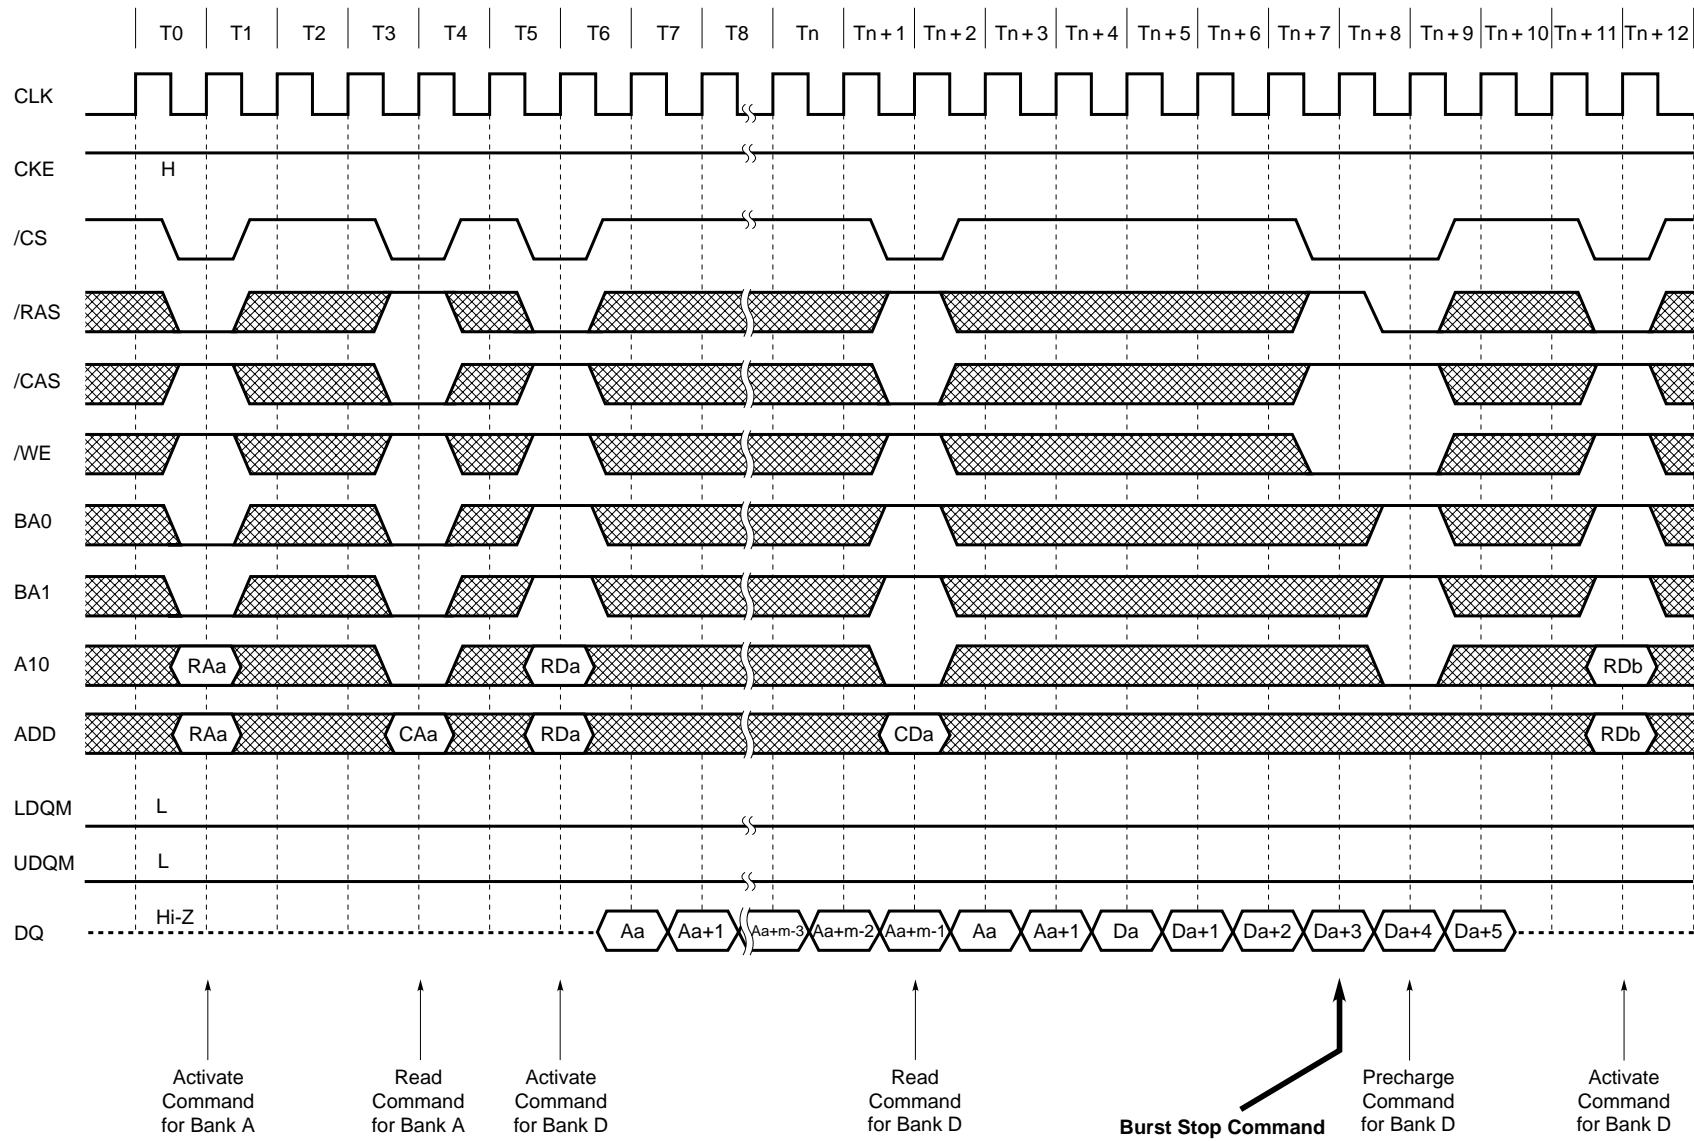 T0 T1 T2 T3 T4 T5 T6 T7 T8 Tn Tn+1 Tn+2 Tn+3 Tn+4 Tn+5 Tn+6 Tn+7 Tn+8 Tn+9 Tn+10 Tn+11 Tn+12
CLK
CKE H
/CS
/RAS
/CAS
/WE
BA0
BA1
A10 RAa RDa RDb
ADD RAa CAa RDa CDa RDb
LDQM L
UDQM L
DQ Hi-Z Aa Aa+1 Aa+m-3 Aa+m-2 Aa+m-1 Aa Aa+1 Da Da+1 Da+2 Da+3 Da+4 Da+5
Activate
Command
for Bank A
Read
Command
for Bank A
Activate
Command
for Bank D
Read
Command
for Bank D
Burst Stop Command
Precharge
Command
for Bank D
Activate
Command
for Bank D